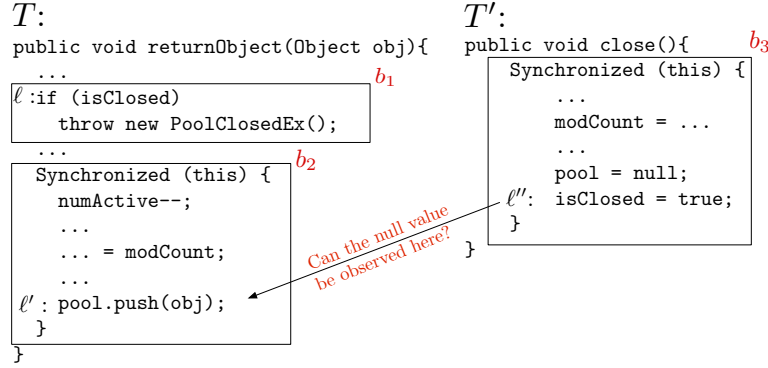 T:
public void returnObject(Object obj){
...
b1
ℓ :if (isClosed)
throw new PoolClosedEx();
...
b2
Synchronized (this) {
numActive--;
...
... = modCount;
...
ℓ′ : pool.push(obj);
}
}
Can the null value
be observed here?
T′:
public void close(){
b3
Synchronized (this) {
...
modCount = ...
...
pool = null;
ℓ″: isClosed = true;
}
}